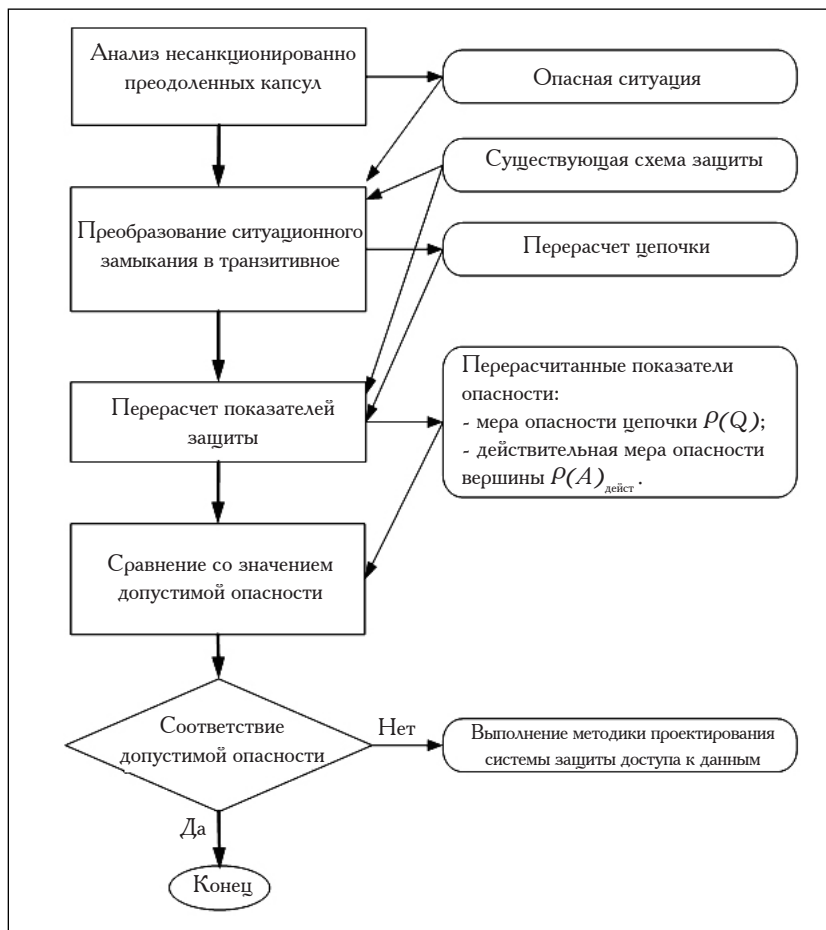 Анализ несанкционированно
преодоленных капсул
Опасная ситуация
Существующая схема защиты
Преобразование ситуационного
замыкания в транзитивное
Перерасчет цепочки
Перерасчитанные показатели
опасности:
- мера опасности цепочки P(Q);
- действительная мера опасности
вершины P(A)дейст.
Перерасчет показателей
защиты
Сравнение со значением
допустимой опасности
Соответствие
допустимой опасности
Нет
Выполнение методики проектирования
системы защиты доступа к данным
Да
Конец